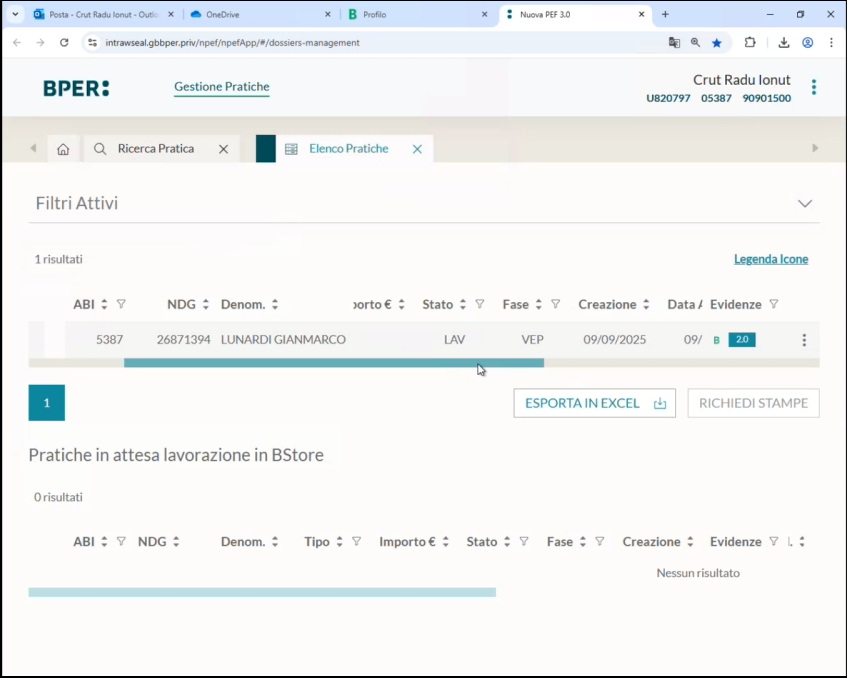 Posta - Crut Radu Ionut - Outlo
OneDrive
Profilo
Nuova PEF 3.0
intrawseal.gbbper.priv/npef/npefApp/#/dossiers-management
BPER:
Gestione Pratiche
Crut Radu Ionut
U820797 05387 90901500
Ricerca Pratica
Elenco Pratiche
Filtri Attivi
1 risultati
Legenda Icone
ABI NDG Denom. porto € Stato Fase Creazione Data A Evidenze
5387 26871394 LUNARDI GIANMARCO LAV VEP 09/09/2025 09/ B 2.0
1
ESPORTA IN EXCEL
RICHIEDI STAMPE
Pratiche in attesa lavorazione in BStore
0 risultati
ABI NDG Denom. Tipo Importo € Stato Fase Creazione Evidenze
Nessun risultato